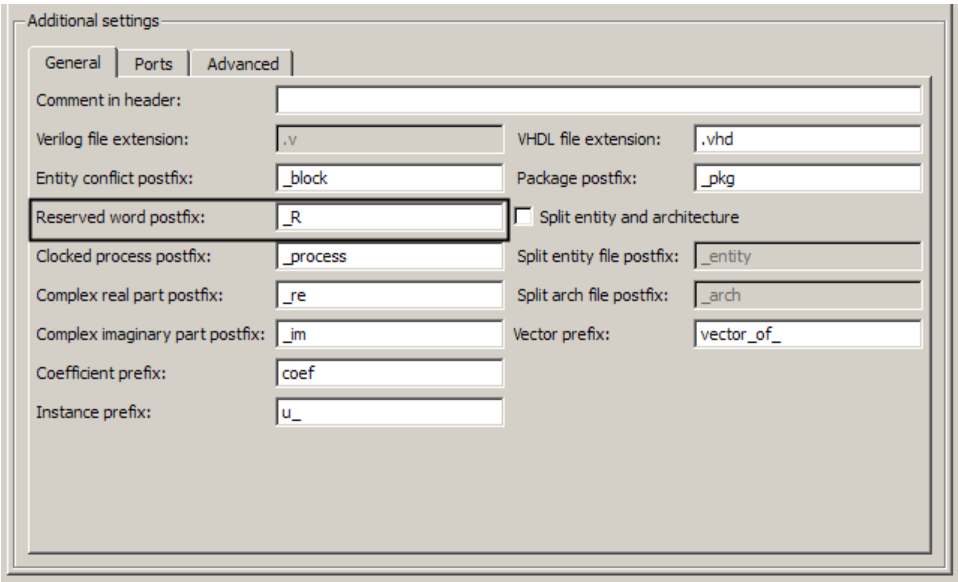 Additional settings
General Ports Advanced
Comment in header:
Verilog file extension: .v VHDL file extension: .vhd
Entity conflict postfix: _block Package postfix: _pkg
Reserved word postfix: _R Split entity and architecture
Clocked process postfix: _process Split entity file postfix: _entity
Complex real part postfix: _re Split arch file postfix: _arch
Complex imaginary part postfix: _im Vector prefix: vector_of_
Coefficient prefix: coef
Instance prefix: u_